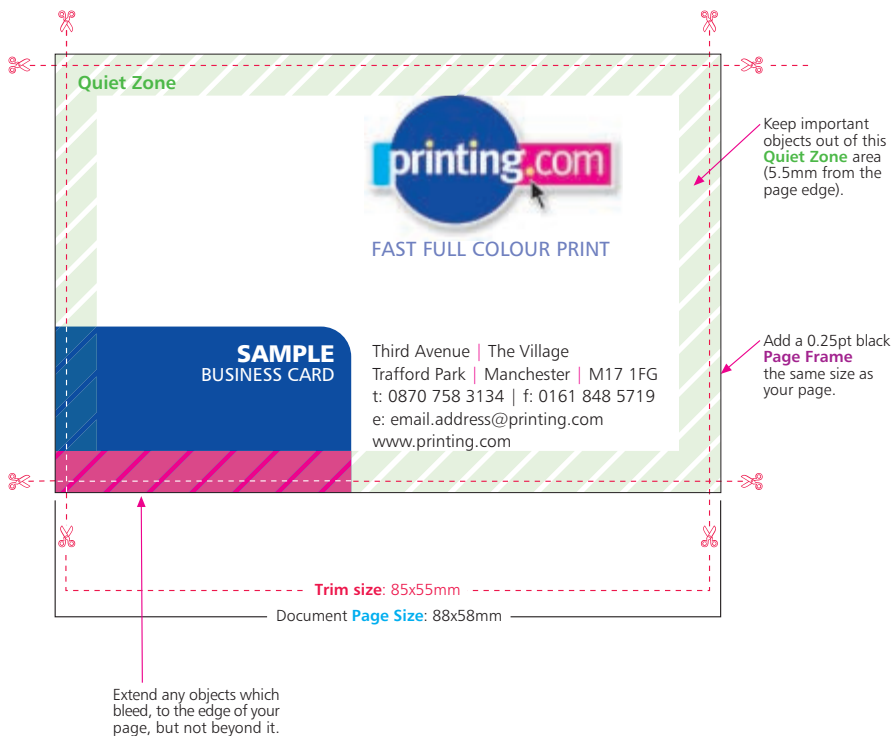 Quiet Zone
printing.com
FAST FULL COLOUR PRINT
Keep important
objects out of this
Quiet Zone area
(5.5mm from the
page edge).
SAMPLE
BUSINESS CARD
Third Avenue | The Village
Trafford Park | Manchester | M17 1FG
t: 0870 758 3134 | f: 0161 848 5719
e: email.address@printing.com
www.printing.com
Add a 0.25pt black
Page Frame
the same size as
your page.
Trim size: 85x55mm
Document Page Size: 88x58mm
Extend any objects which
bleed, to the edge of your
page, but not beyond it.